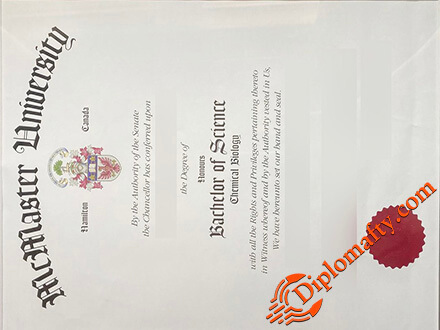 McMaster University
Hamilton
Canada
By the Authority of the Senate
the Chancellor has conferred upon
the Degree of
Honours
Bachelor of Science
Chemical Biology
with all the Rights and Privileges pertaining thereto
in Witness whereof and by the Authority vested in Us,
We have hereunto set our hand and seal.
Diplomafty.com